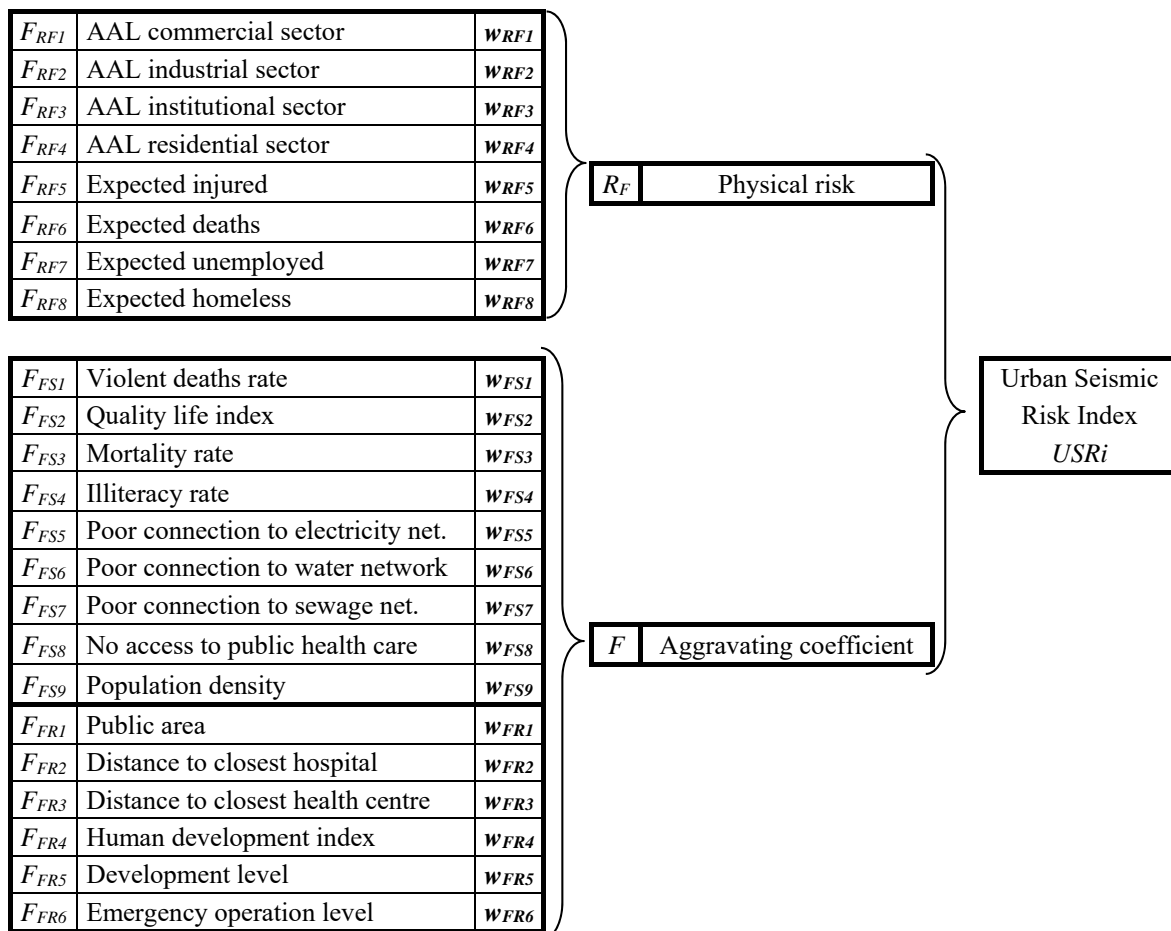 F_RF1 AAL commercial sector w_RF1
F_RF2 AAL industrial sector w_RF2
F_RF3 AAL institutional sector w_RF3
F_RF4 AAL residential sector w_RF4
F_RF5 Expected injured w_RF5
F_RF6 Expected deaths w_RF6
F_RF7 Expected unemployed w_RF7
F_RF8 Expected homeless w_RF8
R_F Physical risk
F_FS1 Violent deaths rate w_FS1
F_FS2 Quality life index w_FS2
F_FS3 Mortality rate w_FS3
F_FS4 Illiteracy rate w_FS4
F_FS5 Poor connection to electricity net. w_FS5
F_FS6 Poor connection to water network w_FS6
F_FS7 Poor connection to sewage net. w_FS7
F_FS8 No access to public health care w_FS8
F_FS9 Population density w_FS9
F_FR1 Public area w_FR1
F_FR2 Distance to closest hospital w_FR2
F_FR3 Distance to closest health centre w_FR3
F_FR4 Human development index w_FR4
F_FR5 Development level w_FR5
F_FR6 Emergency operation level w_FR6
F Aggravating coefficient
Urban Seismic
Risk Index
USRi